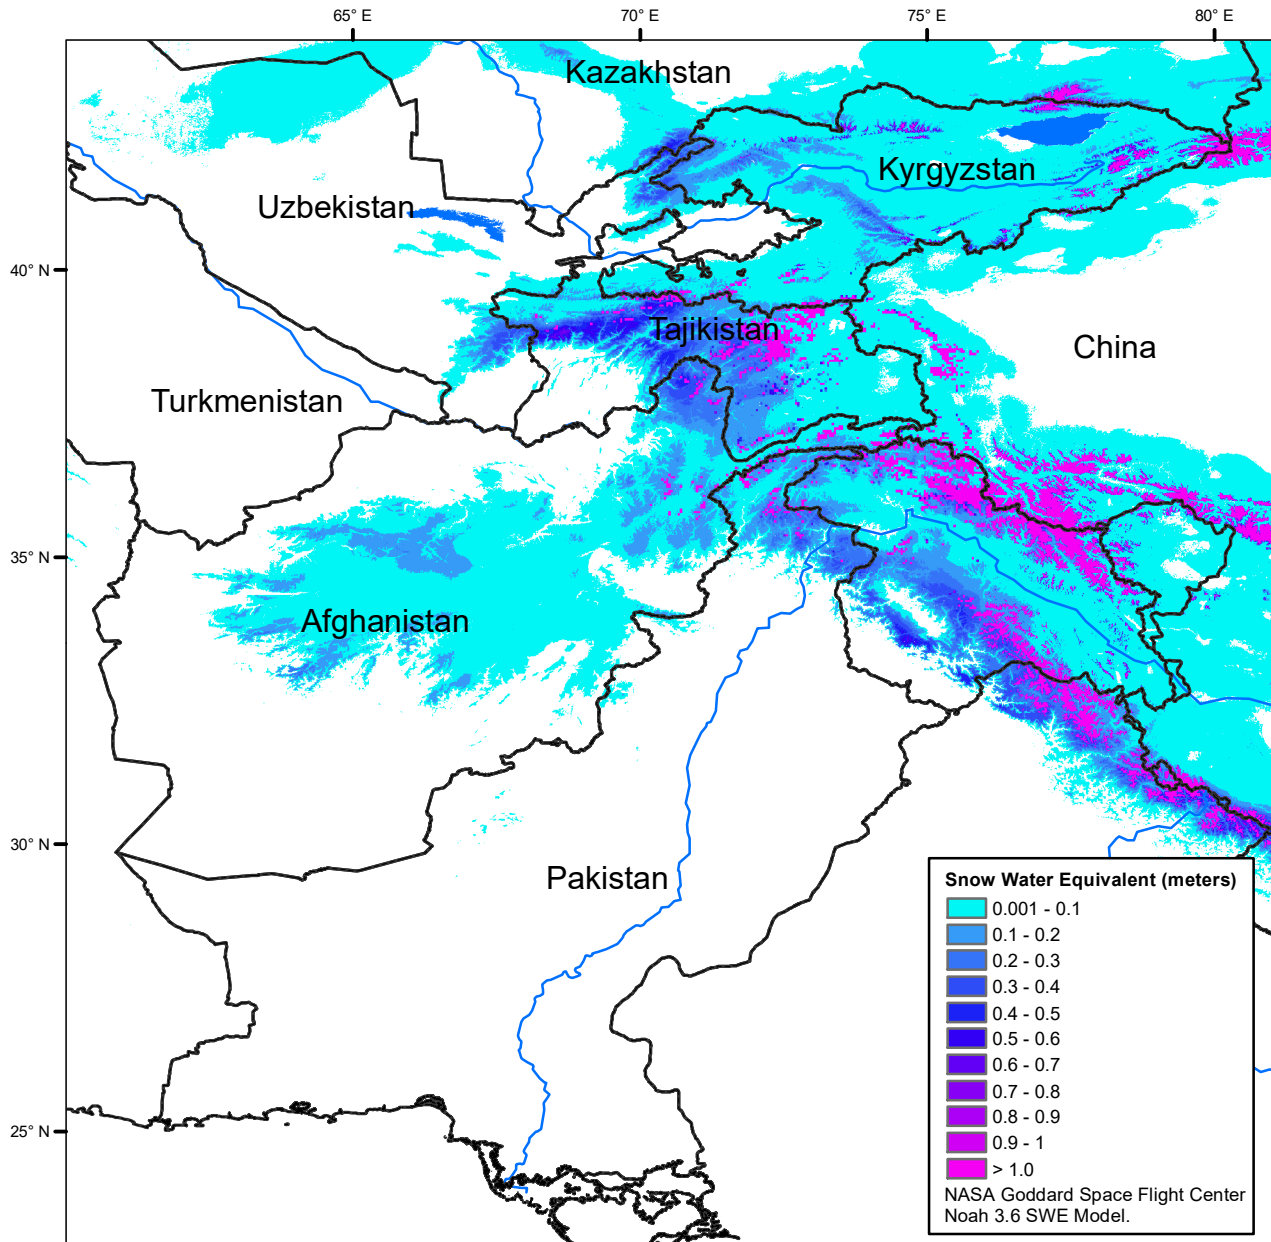 65° E
70° E
75° E
80° E
Kazakhstan
Kyrgyzstan
Uzbekistan
40° N
Tajikistan
China
Turkmenistan
35° N
Afghanistan
30° N
Pakistan
25° N
Snow Water Equivalent (meters)
0.001 - 0.1
0.1 - 0.2
0.2 - 0.3
0.3 - 0.4
0.4 - 0.5
0.5 - 0.6
0.6 - 0.7
0.7 - 0.8
0.8 - 0.9
0.9 - 1
> 1.0
NASA Goddard Space Flight Center
Noah 3.6 SWE Model.